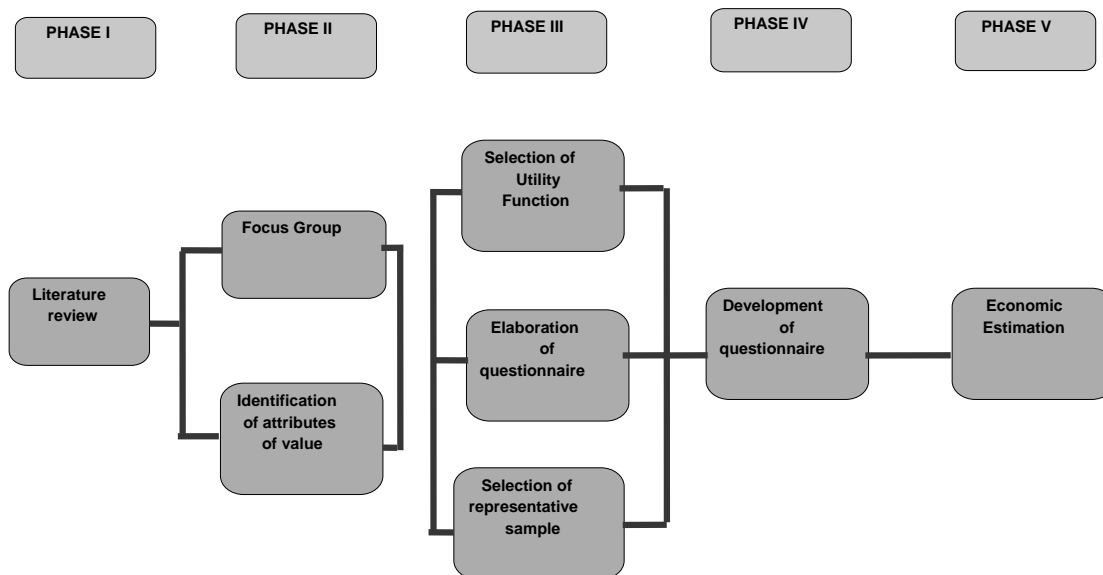 PHASE I
PHASE II
PHASE III
PHASE IV
PHASE V
Literature
review
Focus Group
Identification
of attributes
of value
Selection of
Utility
Function
Elaboration
of
questionnaire
Selection of
representative
sample
Development
of
questionnaire
Economic
Estimation